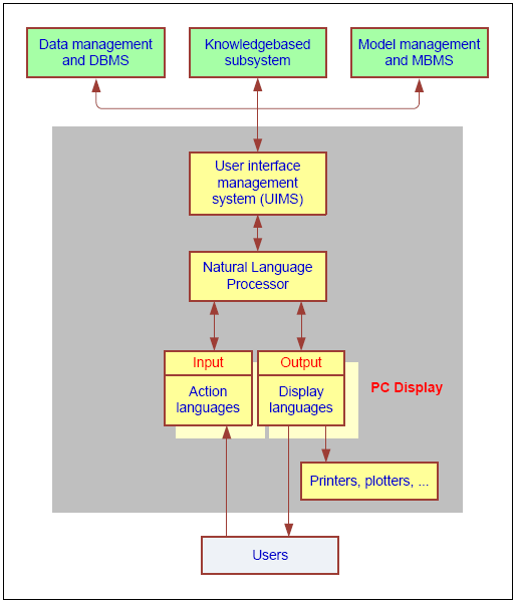 Data management
and DBMS
Knowledgebased
subsystem
Model management
and MBMS
User interface
management
system (UIMS)
Natural Language
Processor
Input
Action
languages
Output
Display
languages
PC Display
Printers, plotters, ...
Users